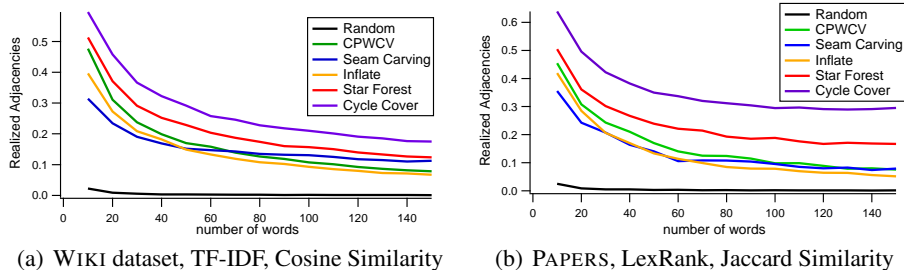 Realized Adjacencies
0.5
0.4
0.3
0.2
0.1
0.0
0 20 40 60 80 100 120 140
number of words
Random
CPWCV
Seam Carving
Inflate
Star Forest
Cycle Cover
(a) WIKI dataset, TF-IDF, Cosine Similarity
Realized Adjacencies
0.6
0.5
0.4
0.3
0.2
0.1
0.0
0 20 40 60 80 100 120 140
number of words
Random
CPWCV
Seam Carving
Inflate
Star Forest
Cycle Cover
(b) PAPERS, LexRank, Jaccard Similarity